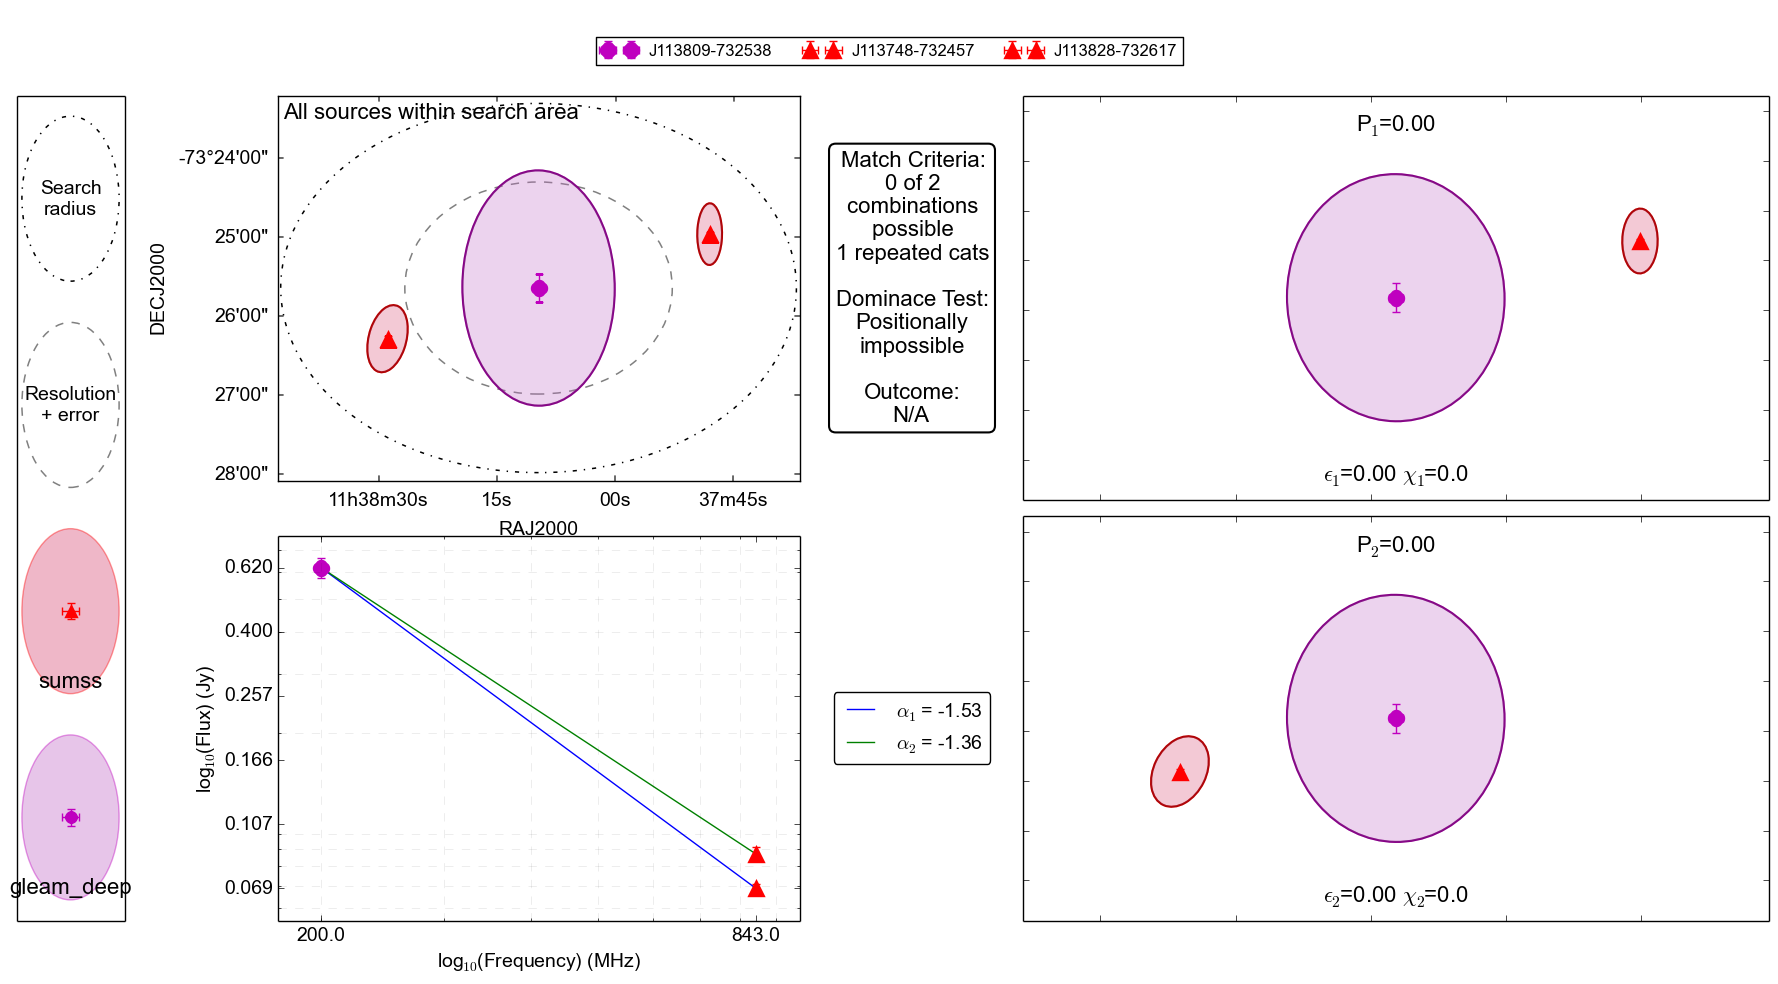 J113809-732538
J113748-732457
J113828-732617
Search
radius
Resolution
+ error
sumss
gleam_deep
All sources within search area
DECJ2000
-73°24'00"
25'00"
26'00"
27'00"
28'00"
11h38m30s
15s
00s
37m45s
RAJ2000
Match Criteria:
0 of 2
combinations
possible
1 repeated cats
Dominace Test:
Positionally
impossible
Outcome:
N/A
P₁=0.00
ϵ₁=0.00 χ₁=0.0
log₁₀(Flux) (Jy)
0.620
0.400
0.257
0.166
0.107
0.069
200.0
843.0
log₁₀(Frequency) (MHz)
α₁ = -1.53
α₂ = -1.36
P₂=0.00
ϵ₂=0.00 χ₂=0.0